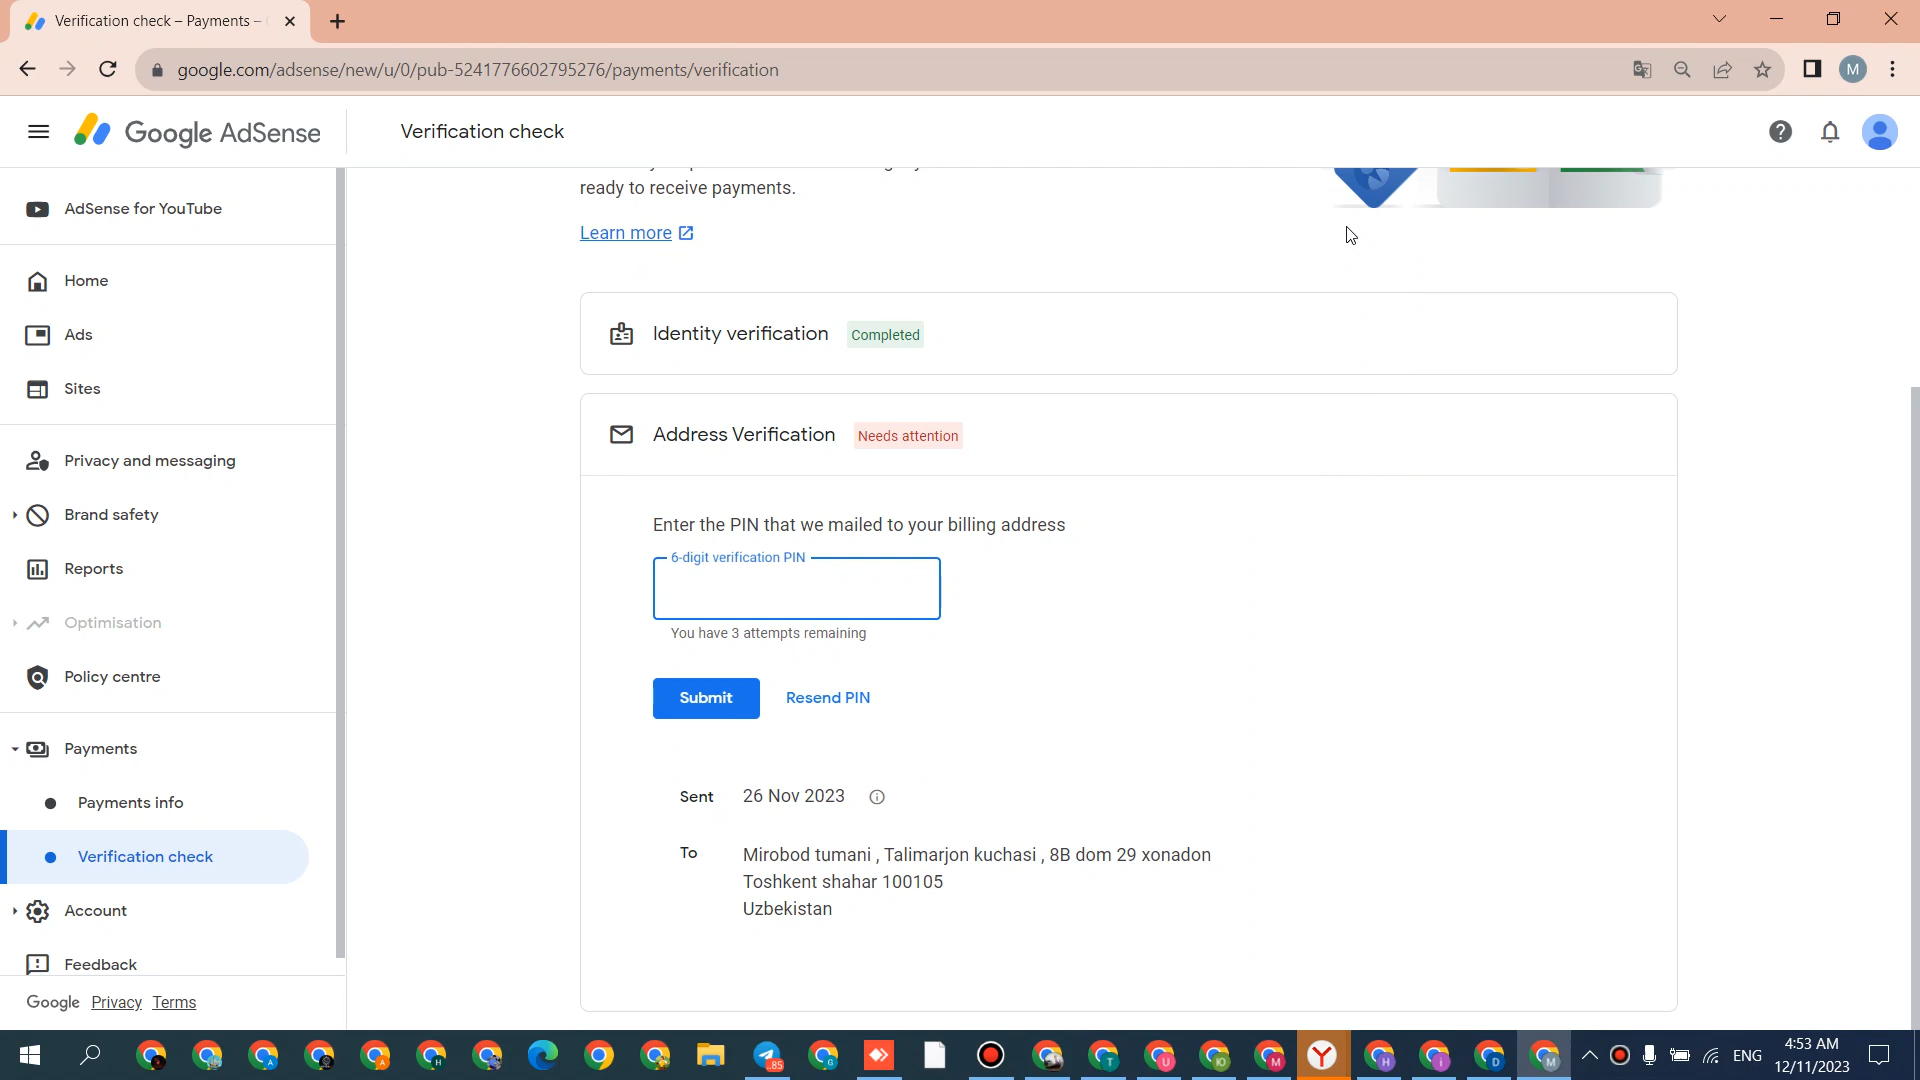 Verification check – Payments –
google.com/adsense/new/u/0/pub-5241776602795276/payments/verification
M
Google AdSense
Verification check
AdSense for YouTube
Home
Ads
Sites
Privacy and messaging
Brand safety
Reports
Optimisation
Policy centre
Payments
Payments info
Verification check
Account
Feedback
Google Privacy Terms
ready to receive payments.
Learn more
Identity verification Completed
Address Verification Needs attention
Enter the PIN that we mailed to your billing address
6-digit verification PIN
You have 3 attempts remaining
Submit Resend PIN
Sent 26 Nov 2023
To Mirobod tumani , Talimarjon kuchasi , 8B dom 29 xonadon
Toshkent shahar 100105
Uzbekistan
ENG
4:53 AM
12/11/2023